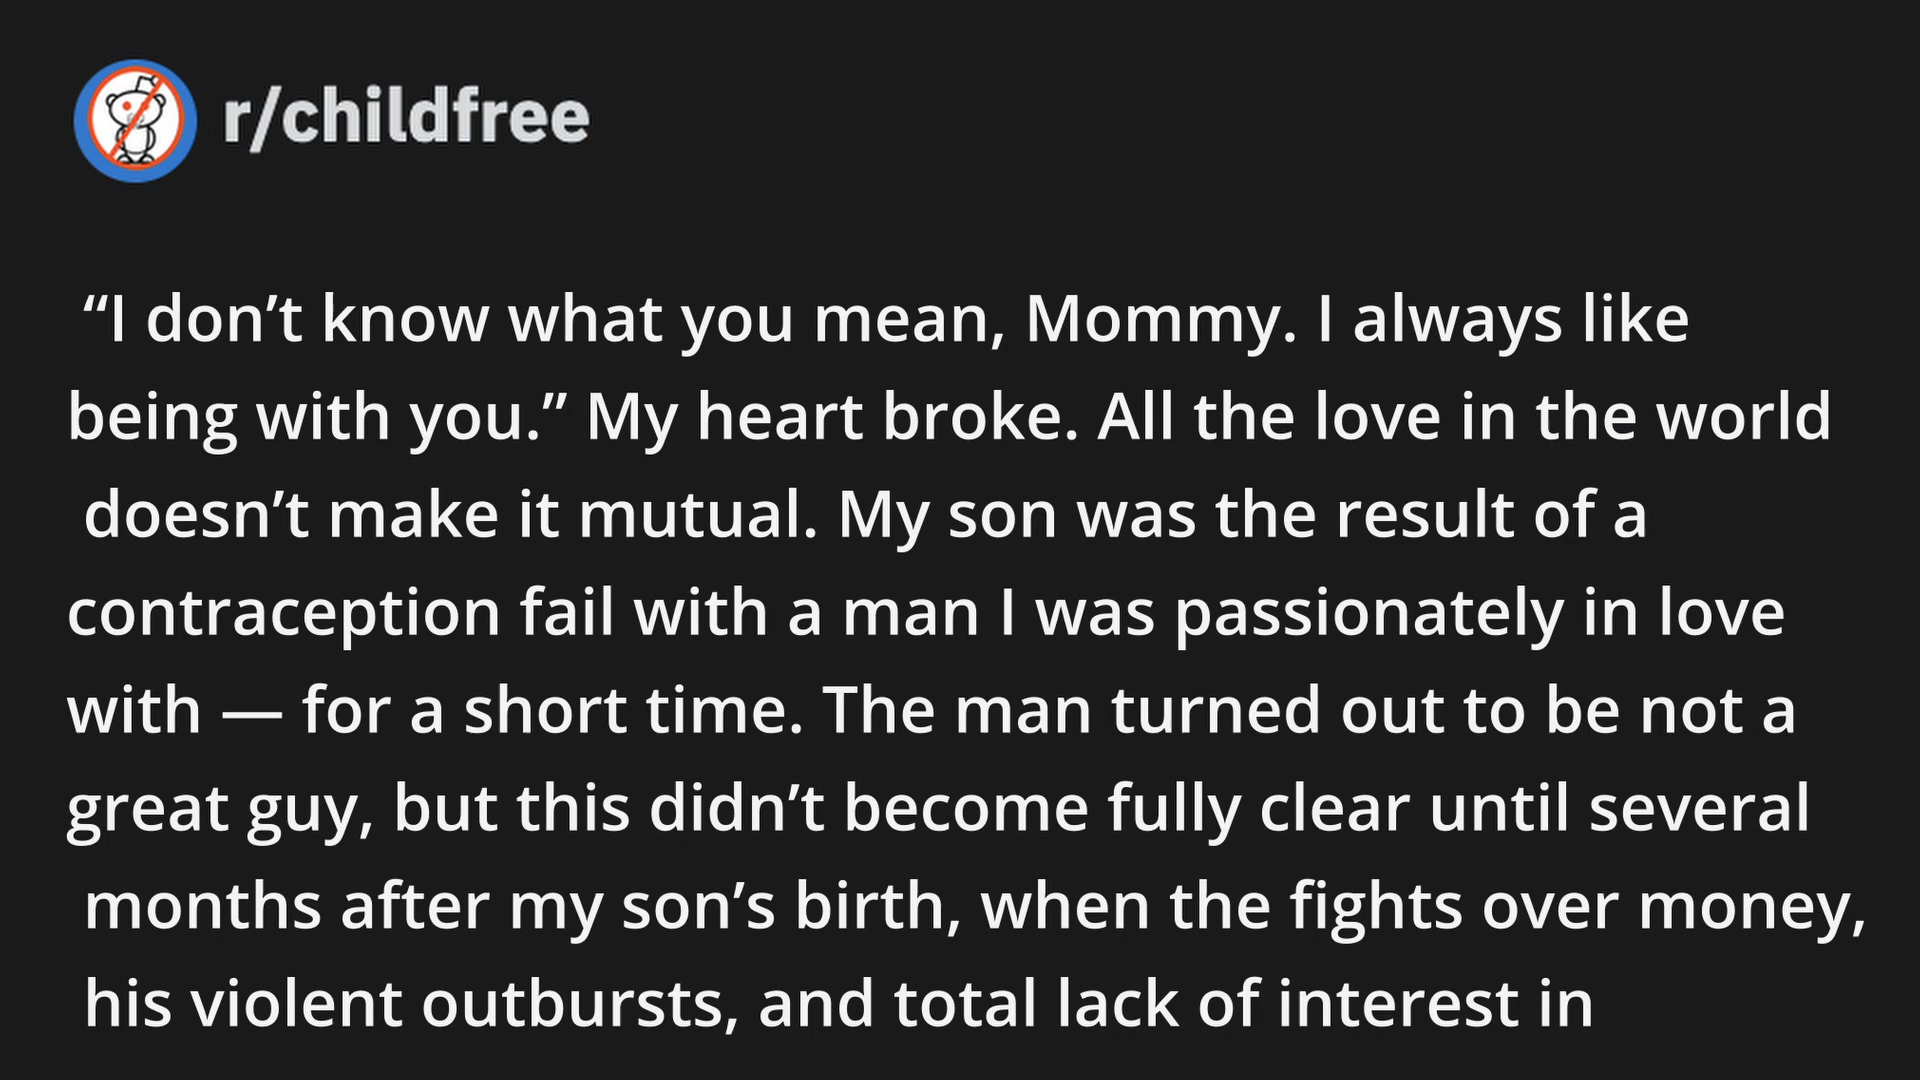 r/childfree
“I don’t know what you mean, Mommy. I always like
being with you.” My heart broke. All the love in the world
doesn’t make it mutual. My son was the result of a
contraception fail with a man I was passionately in love
with — for a short time. The man turned out to be not a
great guy, but this didn’t become fully clear until several
months after my son’s birth, when the fights over money,
his violent outbursts, and total lack of interest in